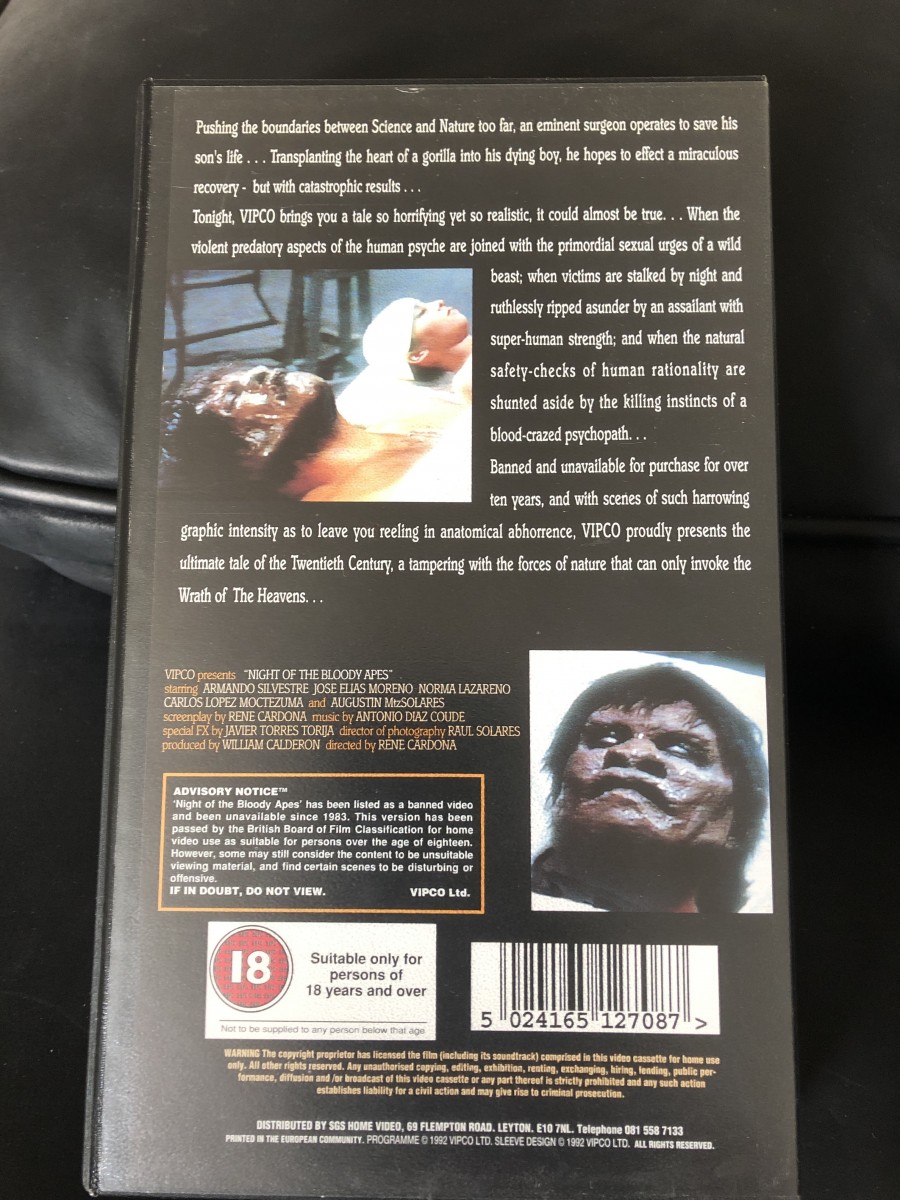 Pushing the boundaries between Science and Nature too far, an eminent surgeon operates to save his
son's life . . . Transplanting the heart of a gorilla into his dying boy, he hopes to effect a miraculous
recovery - but with catastrophic results . . .
Tonight, VIPCO brings you a tale so horrifying yet so realistic, it could almost be true. . . When the
violent predatory aspects of the human psyche are joined with the primordial sexual urges of a wild
beast; when victims are stalked by night and
ruthlessly ripped asunder by an assailant with
super-human strength; and when the natural
safety-checks of human rationality are
shunted aside by the killing instincts of a
blood-crazed psychopath. . .
Banned and unavailable for purchase for over
ten years, and with scenes of such harrowing
graphic intensity as to leave you reeling in anatomical abhorrence, VIPCO proudly presents the
ultimate tale of the Twentieth Century, a tampering with the forces of nature that can only invoke the
Wrath of The Heavens. . .
VIPCO presents "NIGHT OF THE BLOODY APES"
starring ARMANDO SILVESTRE JOSE ELIAS MORENO NORMA LAZARENO
CARLOS LOPEZ MOCTEZUMA and AUGUSTIN MtzSOLARES
screenplay by RENE CARDONA music by ANTONIO DIAZ COUDE
special FX by JAVIER TORRES TORIJA director of photography RAUL SOLARES
produced by WILLIAM CALDERON directed by RENE CARDONA
ADVISORY NOTICE™
'Night of the Bloody Apes' has been listed as a banned video
and been unavailable since 1983. This version has been
passed by the British Board of Film Classification for home
video use as suitable for persons over the age of eighteen.
However, some may still consider the content to be unsuitable
viewing material, and find certain scenes to be disturbing or
offensive.
IF IN DOUBT, DO NOT VIEW. VIPCO Ltd.
18
Suitable only for
persons of
18 years and over
Not to be supplied to any person below that age
5 024165 127087 >
WARNING The copyright proprietor has licensed the film (including its soundtrack) comprised in this video cassette for home use
only. All other rights reserved. Any unauthorised copying, editing, exhibition, renting, exchanging, hiring, lending, public per-
formance, diffusion and /or broadcast of this video cassette or any part thereof is strictly prohibited and any such action
establishes liability for a civil action and may give rise to criminal prosecution.
DISTRIBUTED BY SGS HOME VIDEO, 69 FLEMPTON ROAD. LEYTON. E10 7NL. Telephone 081 558 7133
PRINTED IN THE EUROPEAN COMMUNITY. PROGRAMME © 1992 VIPCO LTD. SLEEVE DESIGN © 1992 VIPCO LTD. ALL RIGHTS RESERVED.